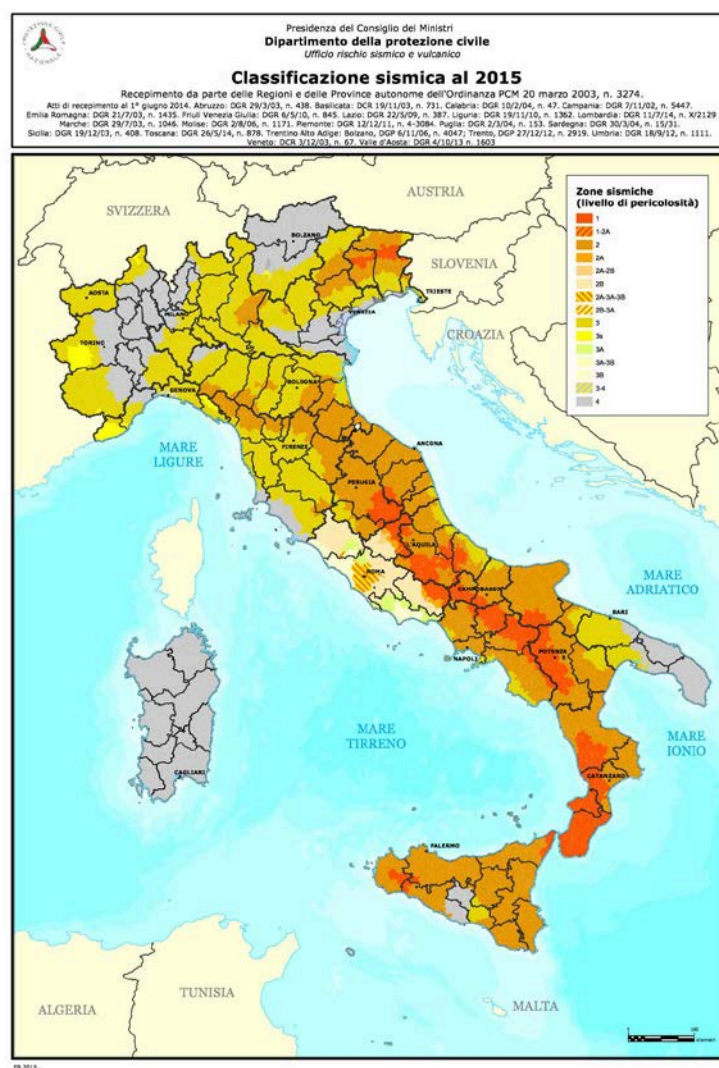 Presidenza del Consiglio dei Ministri
Dipartimento della protezione civile
Ufficio rischio sismico e vulcanico
Classificazione sismica al 2015
Recepimento da parte delle Regioni e delle Province autonome dell'Ordinanza PCM 20 marzo 2003, n. 3274.
Atti di recepimento al 1° giugno 2014. Abruzzo: DGR 29/3/03, n. 438. Basilicata: DCR 19/11/03, n. 731. Calabria: DGR 10/2/04, n. 47. Campania: DGR 7/11/02, n. 5447.
Emilia Romagna: DGR 21/7/03, n. 1435. Friuli Venezia Giulia: DGR 6/5/10, n. 845. Lazio: DGR 22/5/09, n. 387. Liguria: DGR 19/11/10, n. 1362. Lombardia: DGR 11/7/14, n. X/2129
Marche: DGR 29/7/03, n. 1046. Molise: DGR 2/8/06, n. 1171. Piemonte: DGR 12/12/11, n. 4-3084. Puglia: DGR 2/3/04, n. 153. Sardegna: DGR 30/3/04, n. 15/31.
Sicilia: DGR 19/12/03, n. 408. Toscana: DGR 26/5/14, n. 878. Trentino Alto Adige: Bolzano, DGP 6/11/06, n. 4047; Trento, DGP 27/12/12, n. 2919. Umbria: DGR 18/9/12, n. 1111.
Veneto: DCR 3/12/03, n. 67. Valle d'Aosta: DGR 4/10/13 n. 1603
AUSTRIA
SVIZZERA
Zone sismiche
(livello di pericolosità)
1
1-2A
2
2A
2A-2B
2B
2A-3A-3B
2B-3A
3
3s
3A
3A-3B
3B
3-4
4
BOLZANO
SLOVENIA
AOSTA
TRIESTE
MILANO
VENEZIA
CROAZIA
TORINO
BOLOGNA
GENOVA
FIRENZE
ANCONA
MARE
LIGURE
PERUGIA
L'AQUILA
ROMA
MARE
ADRIATICO
CAMPOBASSO
BARI
NAPOLI
POTENZA
MARE
TIRRENO
MARE
IONIO
CAGLIARI
CATANZARO
PALERMO
ALGERIA
TUNISIA
MALTA